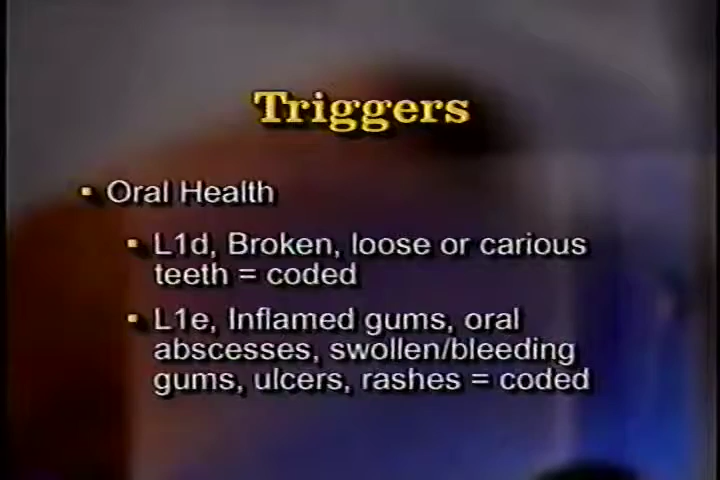 Triggers
▪ Oral Health
▪ L1d, Broken, loose or carious
teeth = coded
▪ L1e, Inflamed gums, oral
abscesses, swollen/bleeding
gums, ulcers, rashes = coded